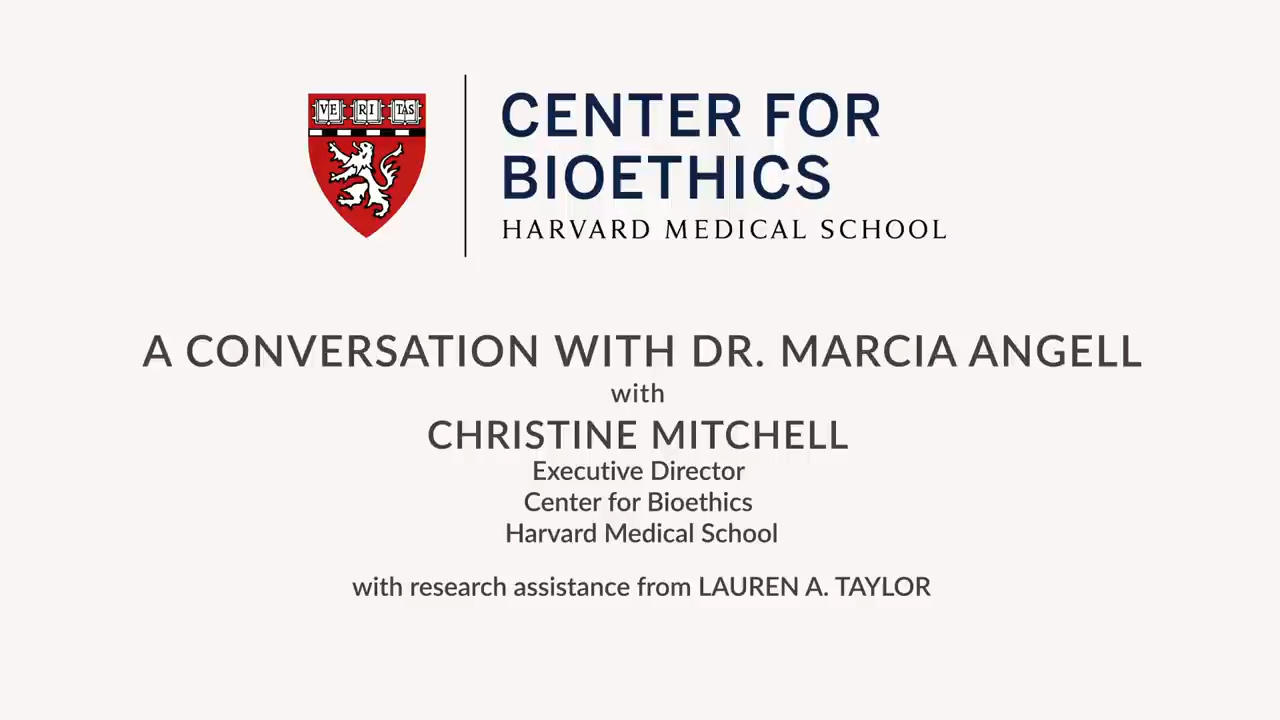 VE RI TAS
CENTER FOR
BIOETHICS
HARVARD MEDICAL SCHOOL
A CONVERSATION WITH DR. MARCIA ANGELL
with
CHRISTINE MITCHELL
Executive Director
Center for Bioethics
Harvard Medical School
with research assistance from LAUREN A. TAYLOR